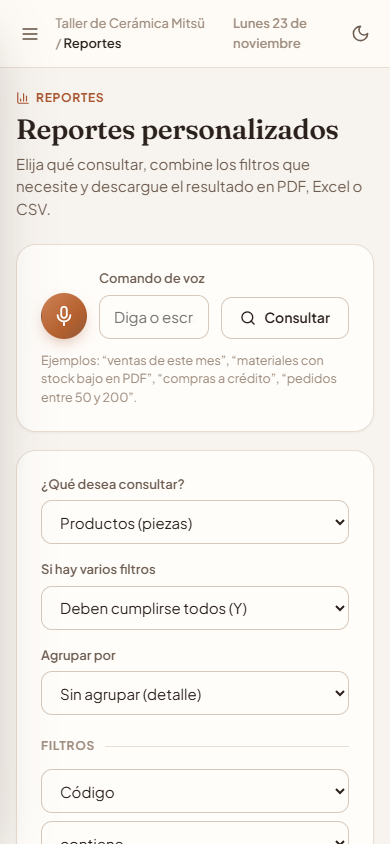 Taller de Cerámica Mitsü
/ Reportes
Lunes 23 de
noviembre
REPORTES
Reportes personalizados
Elija qué consultar, combine los filtros que
necesite y descargue el resultado en PDF, Excel o
CSV.
Comando de voz
Diga o escr
Consultar
Ejemplos: “ventas de este mes”, “materiales con
stock bajo en PDF”, “compras a crédito”, “pedidos
entre 50 y 200”.
¿Qué desea consultar?
Productos (piezas)
Si hay varios filtros
Deben cumplirse todos (Y)
Agrupar por
Sin agrupar (detalle)
FILTROS
Código
contiene